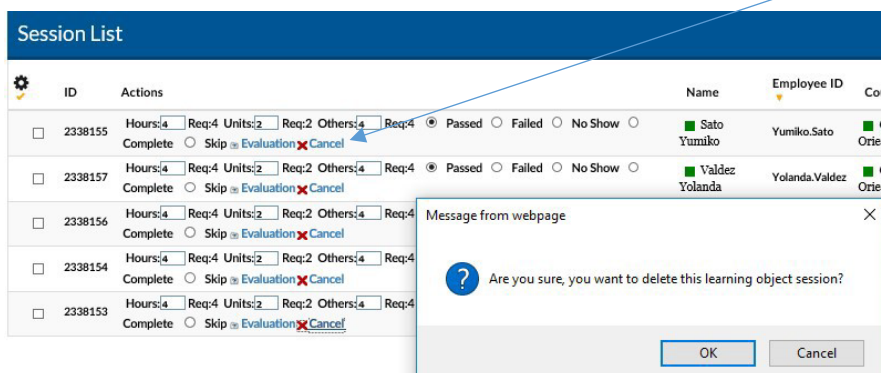 Session List
ID Actions Name Employee ID
2338155 Hours:4 Req:4 Units:2 Req:2 Others:4 Req:4 Passed Failed No Show
Complete Skip Evaluation Cancel
Sato
Yumiko
Yumiko.Sato
2338157 Hours:4 Req:4 Units:2 Req:2 Others:4 Req:4 Passed Failed No Show
Complete Skip Evaluation Cancel
Valdez
Yolanda
Yolanda.Valdez
2338156 Hours:4 Req:4 Units:2 Req:2 Others:4 Req:4
Complete Skip Evaluation Cancel
2338154 Hours:4 Req:4 Units:2 Req:2 Others:4 Req:4
Complete Skip Evaluation Cancel
2338153 Hours:4 Req:4 Units:2 Req:2 Others:4 Req:4
Complete Skip Evaluation Cancel
Message from webpage
Are you sure, you want to delete this learning object session?
OK Cancel